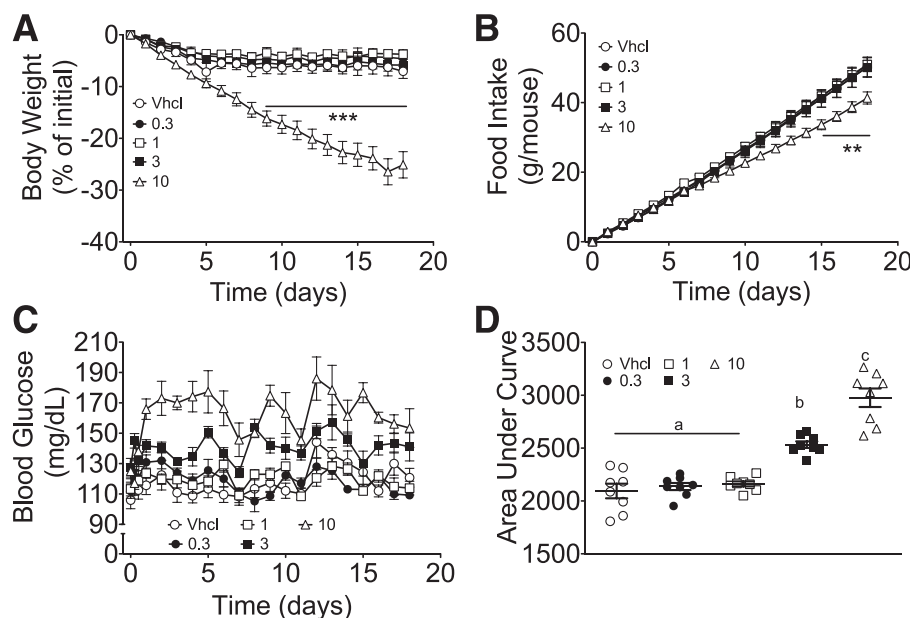 A
Body Weight
(% of initial)
0
-10
-20
-30
-40
Vhcl
0.3
1
3
10
***
0 5 10 15 20
Time (days)
B
Food Intake
(g/mouse)
60
40
20
0
Vhcl
0.3
1
3
10
**
0 5 10 15 20
Time (days)
C
Blood Glucose
(mg/dL)
210
190
170
150
130
110
90
0
Vhcl 1 10
0.3 3
0 5 10 15 20
Time (days)
D
Area Under Curve
3500
3000
2500
2000
1500
Vhcl 1 10
0.3 3
a
b
c